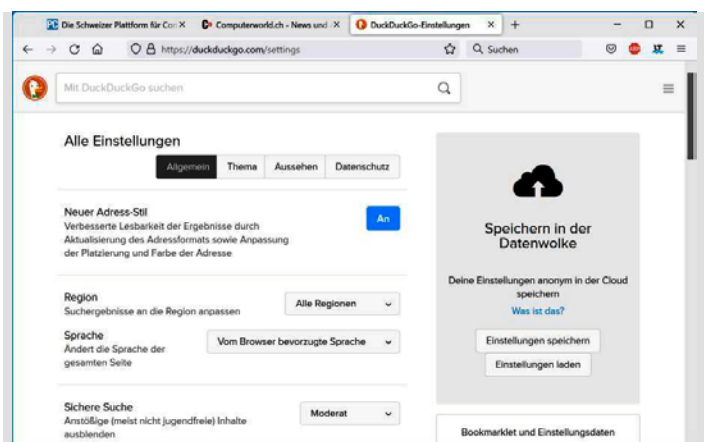 Die Schweizer Plattform für Con
Computerworld.ch - News und
DuckDuckGo-Einstellungen
https://duckduckgo.com/settings
Suchen
Mit DuckDuckGo suchen
Alle Einstellungen
Allgemein Thema Aussehen Datenschutz
Neuer Adress-Stil
Verbesserte Lesbarkeit der Ergebnisse durch
Aktualisierung des Adressformats sowie Anpassung
der Platzierung und Farbe der Adresse
An
Region
Suchergebnisse an die Region anpassen
Alle Regionen
Sprache
Ändert die Sprache der
gesamten Seite
Vom Browser bevorzugte Sprache
Sichere Suche
Anstößige (meist nicht jugendfreie) Inhalte
ausblenden
Moderat
Speichern in der
Datenwolke
Deine Einstellungen anonym in der Cloud
speichern
Was ist das?
Einstellungen speichern
Einstellungen laden
Bookmarklet und Einstellungsdaten